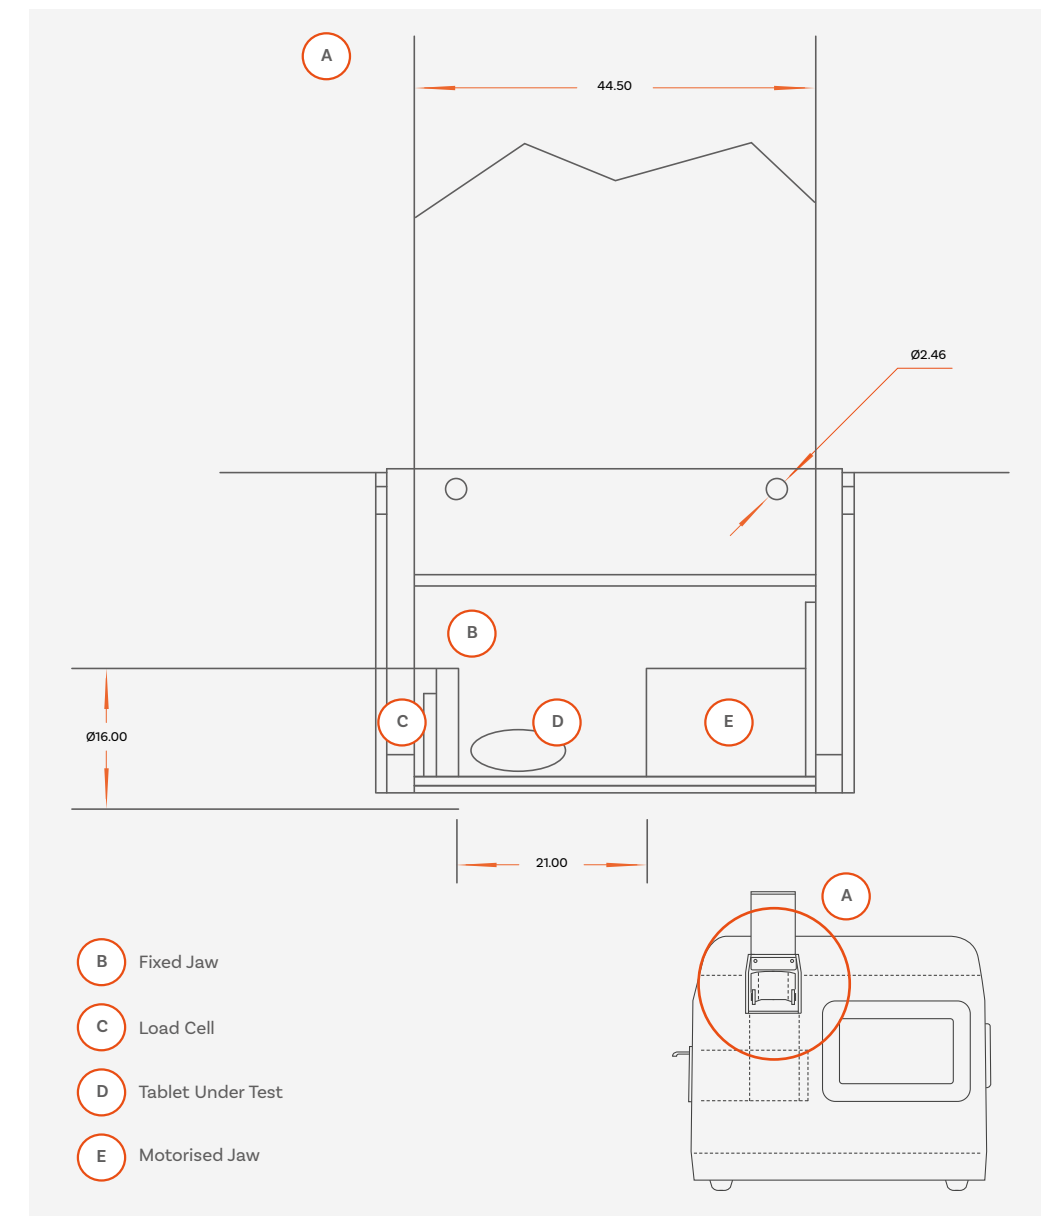 A
44.50
Ø2.46
B
C
D
E
Ø16.00
21.00
A
B Fixed Jaw
C Load Cell
D Tablet Under Test
E Motorised Jaw